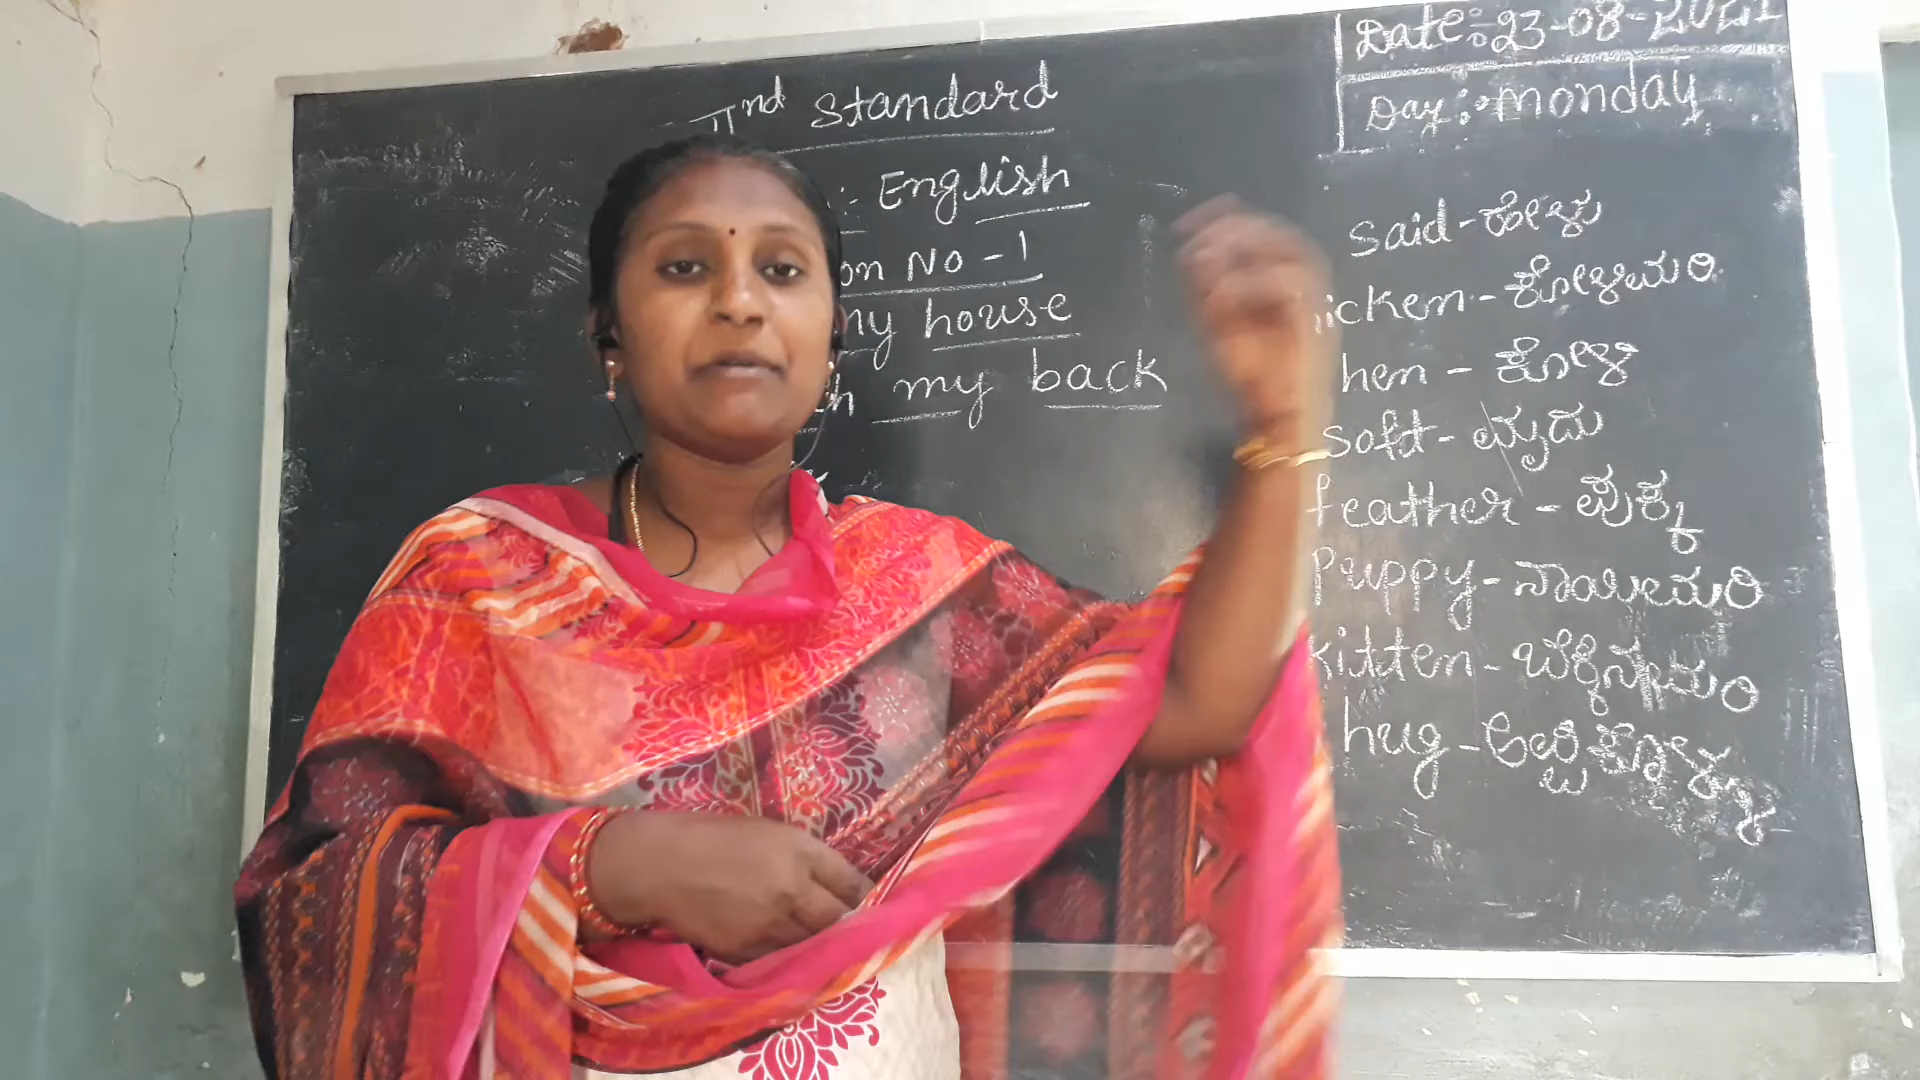 IInd Standard
: English
on No - 1
my house
my back
Date: 23-08-2021
Day: Monday
said - ಹೇಳು
icken - ಕೋಳಿಮರಿ
hen - ಕೋಳಿ
soft - ಮೃದು
feather - ಪುಕ್ಕ
Puppy - ನಾಯಿಮರಿ
kitten - ಬೆಕ್ಕಿನಮರಿ
hug - ಅಪ್ಪಿಕೊಳ್ಳು